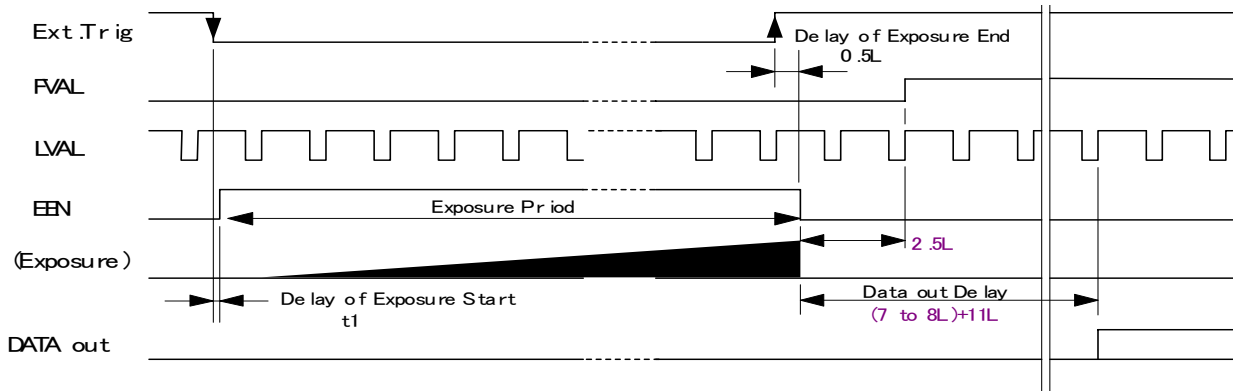 Ext.Trig
Delay of Exposure End
0.5L
FVAL
LVAL
EEN
Exposure Priod
(Exposure)
2.5L
Delay of Exposure Start
t1
Data out Delay
(7 to 8L)+11L
DATA out